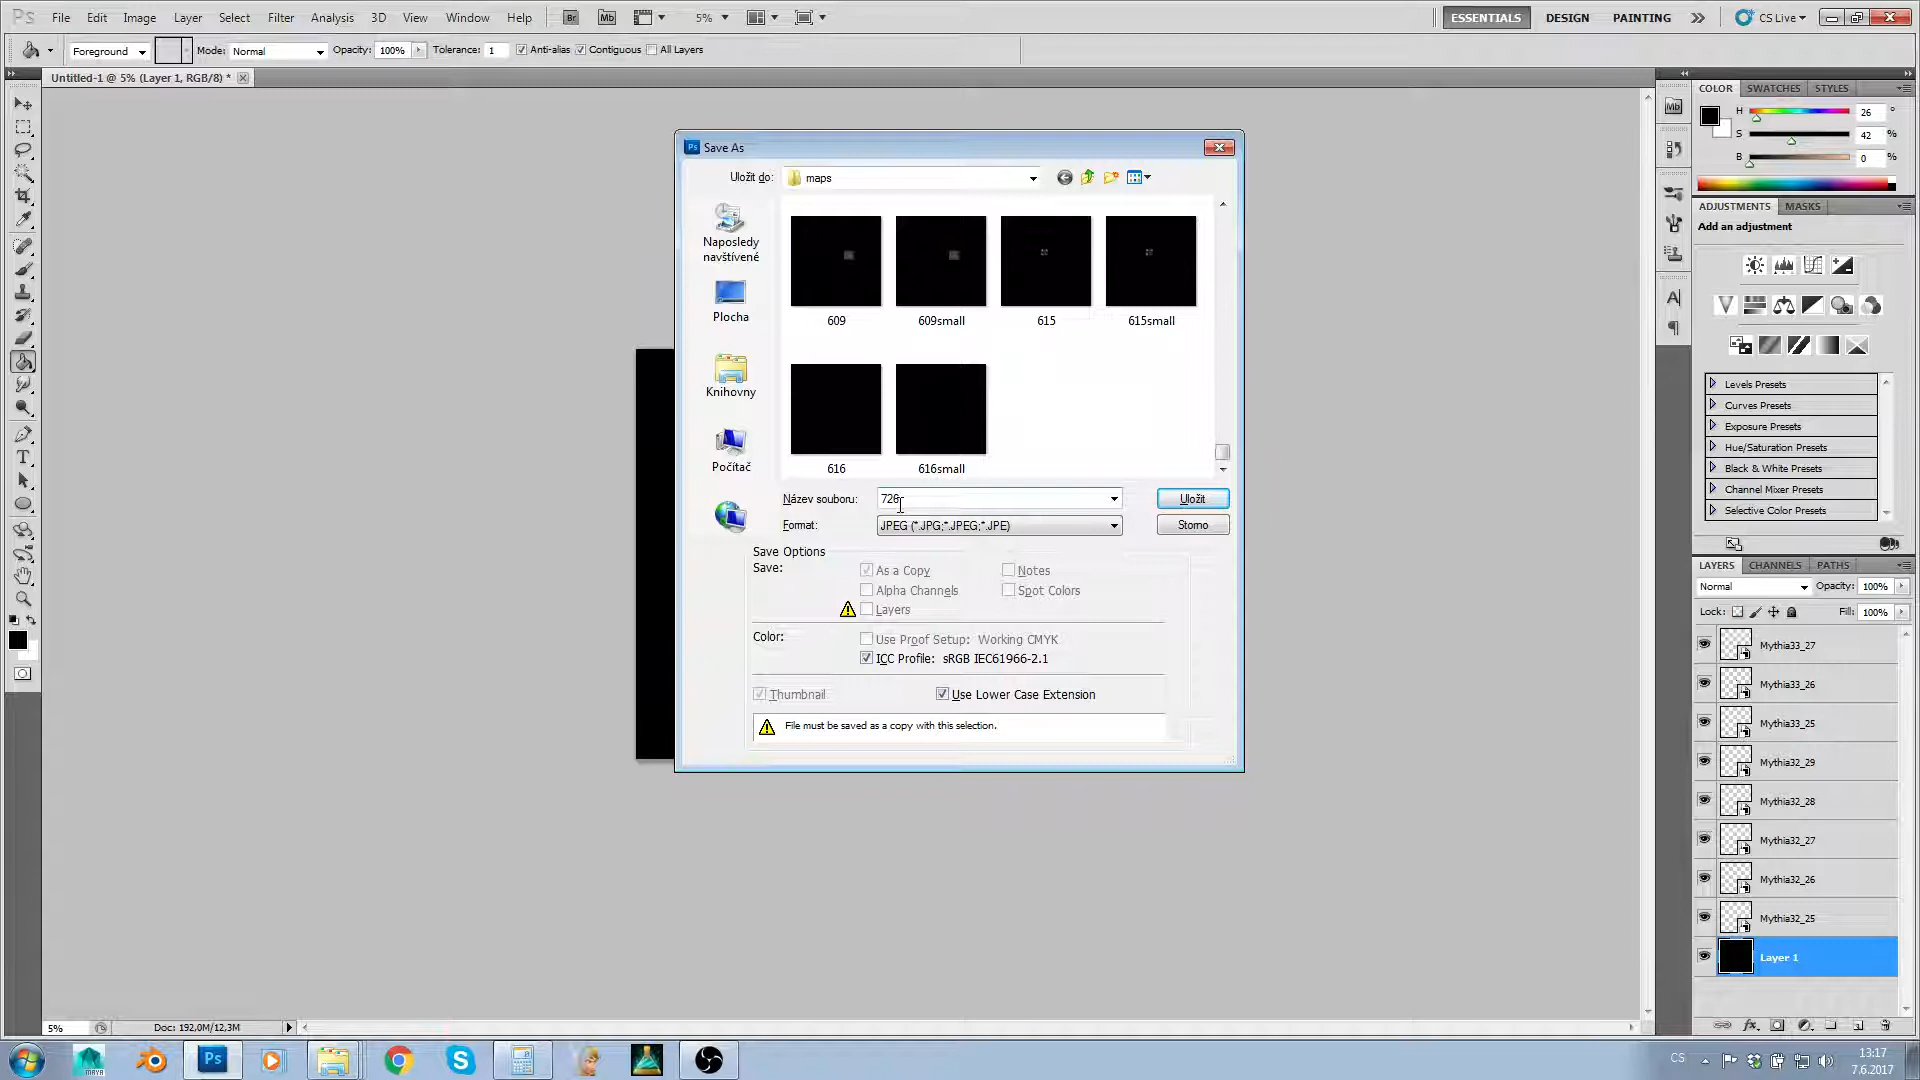 Ps File Edit Image Layer Select Filter Analysis 3D View Window Help Br Mb 5% ESSENTIALS DESIGN PAINTING CS Live
Foreground Mode: Normal Opacity: 100% Tolerance: 1 Anti-alias Contiguous All Layers
Untitled-1 @ 5% (Layer 1, RGB/8) *
Ps Save As
Uložit do: maps
Naposledy
navštívené
Plocha
Knihovny
Počítač
609 609small 615 615small
616 616small
Název souboru: 726 Uložit
Format: JPEG (*.JPG;*.JPEG;*.JPE) Storno
Save Options
Save: As a Copy Notes
Alpha Channels Spot Colors
Layers
Color: Use Proof Setup: Working CMYK
ICC Profile: sRGB IEC61966-2.1
Thumbnail Use Lower Case Extension
File must be saved as a copy with this selection.
COLOR SWATCHES STYLES
H 26 °
S 42 %
B 0 %
Mb
ADJUSTMENTS MASKS
Add an adjustment
Levels Presets
Curves Presets
Exposure Presets
Hue/Saturation Presets
Black & White Presets
Channel Mixer Presets
Selective Color Presets
LAYERS CHANNELS PATHS
Normal Opacity: 100%
Lock: Fill: 100%
Mythia33_27
Mythia33_26
Mythia33_25
Mythia32_29
Mythia32_28
Mythia32_27
Mythia32_26
Mythia32_25
Layer 1
5% Doc: 192,0M/12,3M
MAYA Ps CS 13:17
7.6.2017